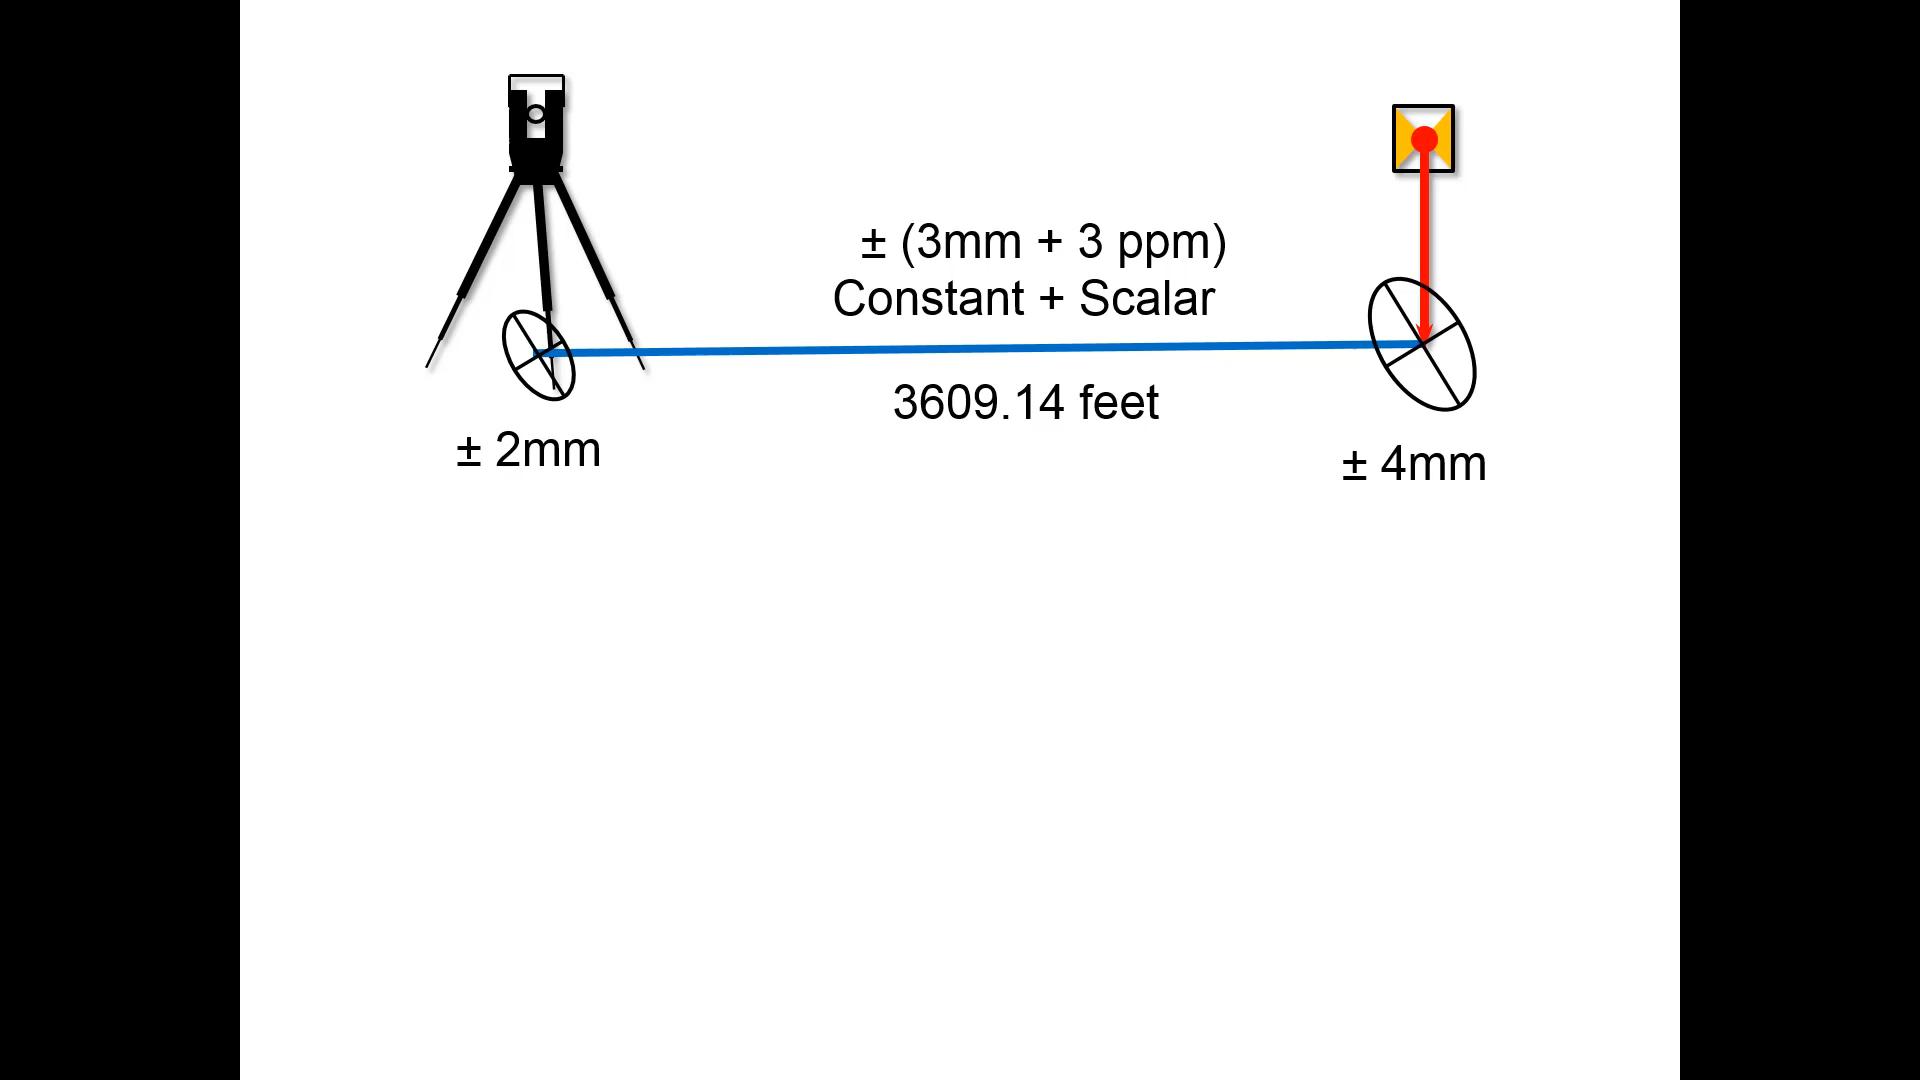 ± (3mm + 3 ppm)
Constant + Scalar
3609.14 feet
± 2mm
± 4mm